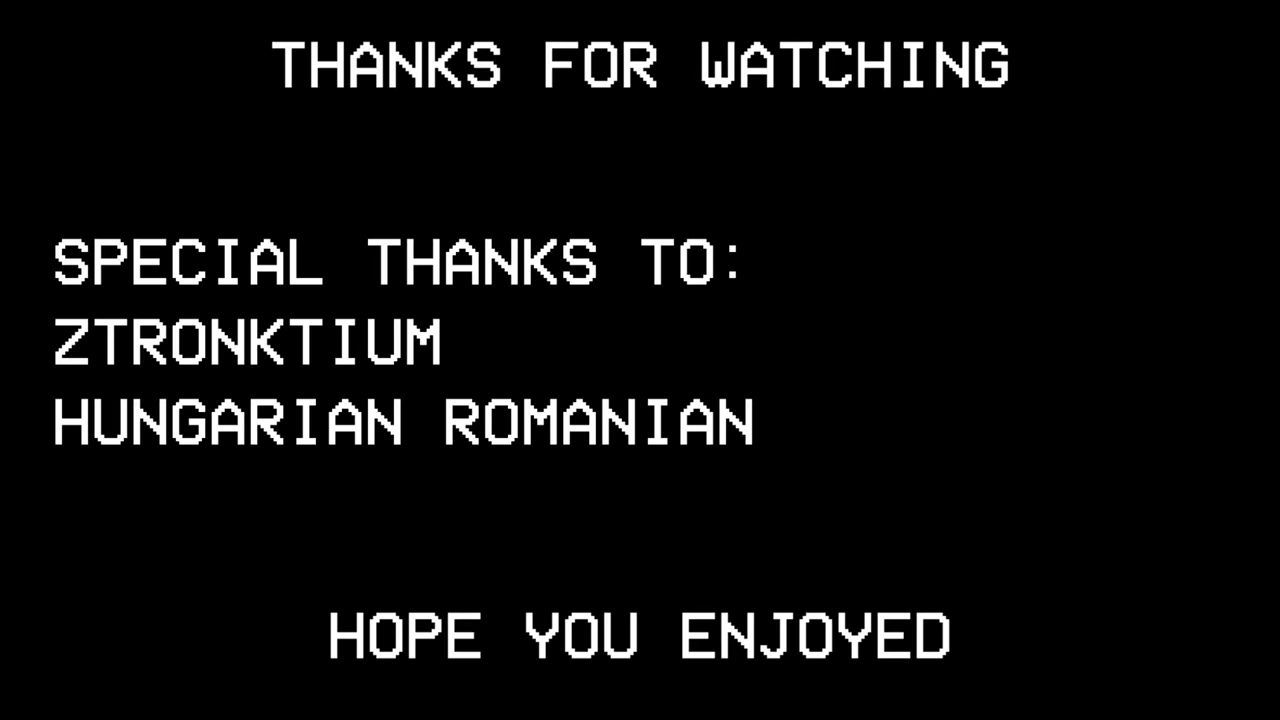 THANKS FOR WATCHING
SPECIAL THANKS TO:
ZTRONKTIUM
HUNGARIAN ROMANIAN
HOPE YOU ENJOYED